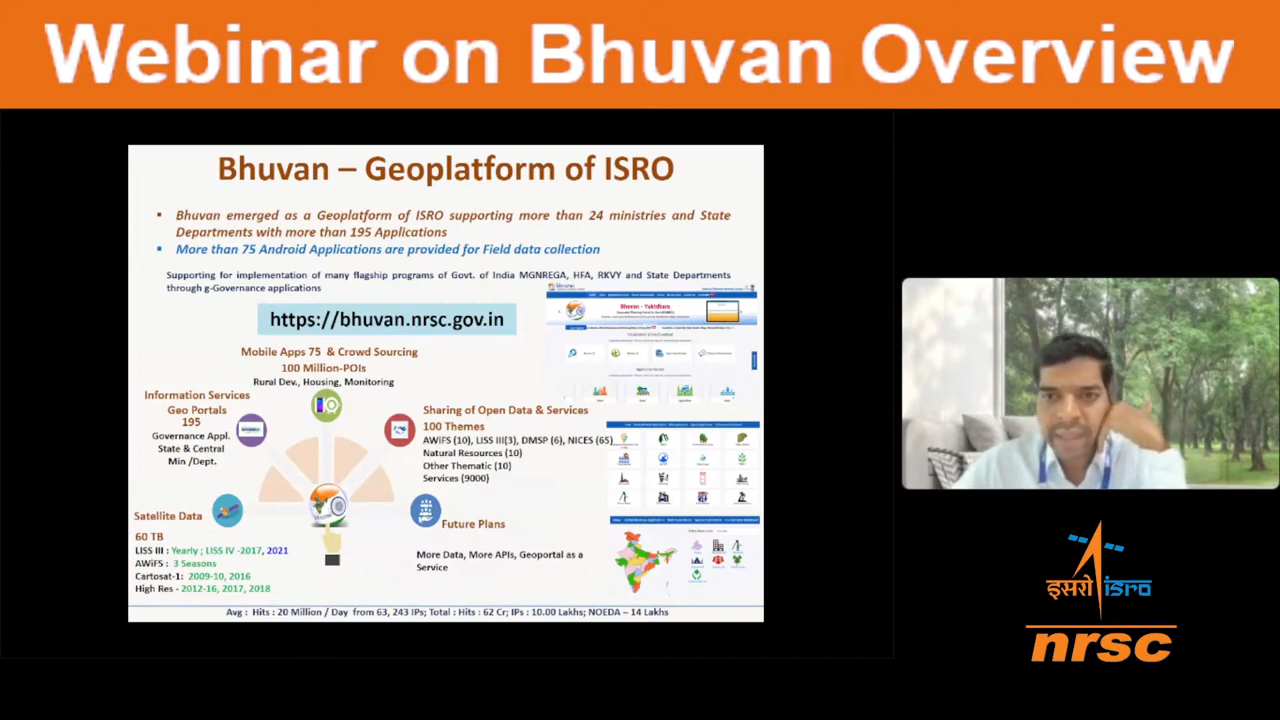 Webinar on Bhuvan Overview
Bhuvan – Geoplatform of ISRO
Bhuvan emerged as a Geoplatform of ISRO supporting more than 24 ministries and State
Departments with more than 195 Applications
More than 75 Android Applications are provided for Field data collection
Supporting for implementation of many flagship programs of Govt. of India MGNREGA, HFA, RKVY and State Departments
through g-Governance applications
https://bhuvan.nrsc.gov.in
Bhuvan - Yuktdhara
Mobile Apps 75 & Crowd Sourcing
100 Million-POIs
Rural Dev., Housing, Monitoring
Information Services
Geo Portals
195
Governance Appl.
State & Central
Min /Dept.
Sharing of Open Data & Services
100 Themes
AWiFS (10), LISS III(3), DMSP (6), NICES (65)
Natural Resources (10)
Other Thematic (10)
Services (9000)
Satellite Data
60 TB
LISS III : Yearly ; LISS IV -2017, 2021
AWiFS : 3 Seasons
Cartosat-1: 2009-10, 2016
High Res - 2012-16, 2017, 2018
Future Plans
More Data, More APIs, Geoportal as a
Service
Avg : Hits : 20 Million / Day from 63, 243 IPs; Total : Hits : 62 Cr; IPs : 10.00 Lakhs; NOEDA – 14 Lakhs
इसरो isro
nrsc